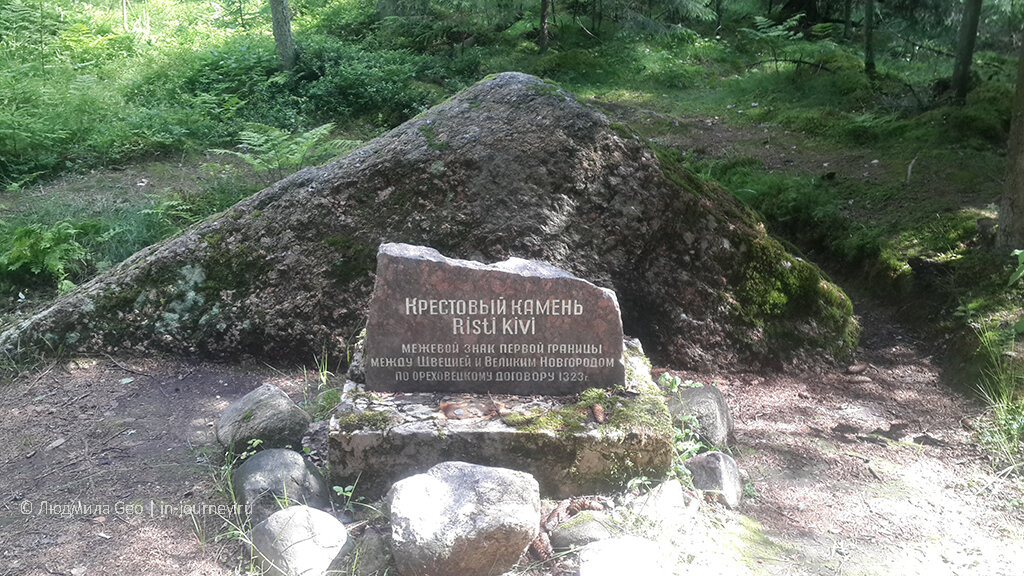 Крестовый камень
Risti Kivi
межевой знак первой границы
между Швецией и Великим Новгородом
по ореховецкому договору 1323г
© Людмила Geo | in-journey.ru